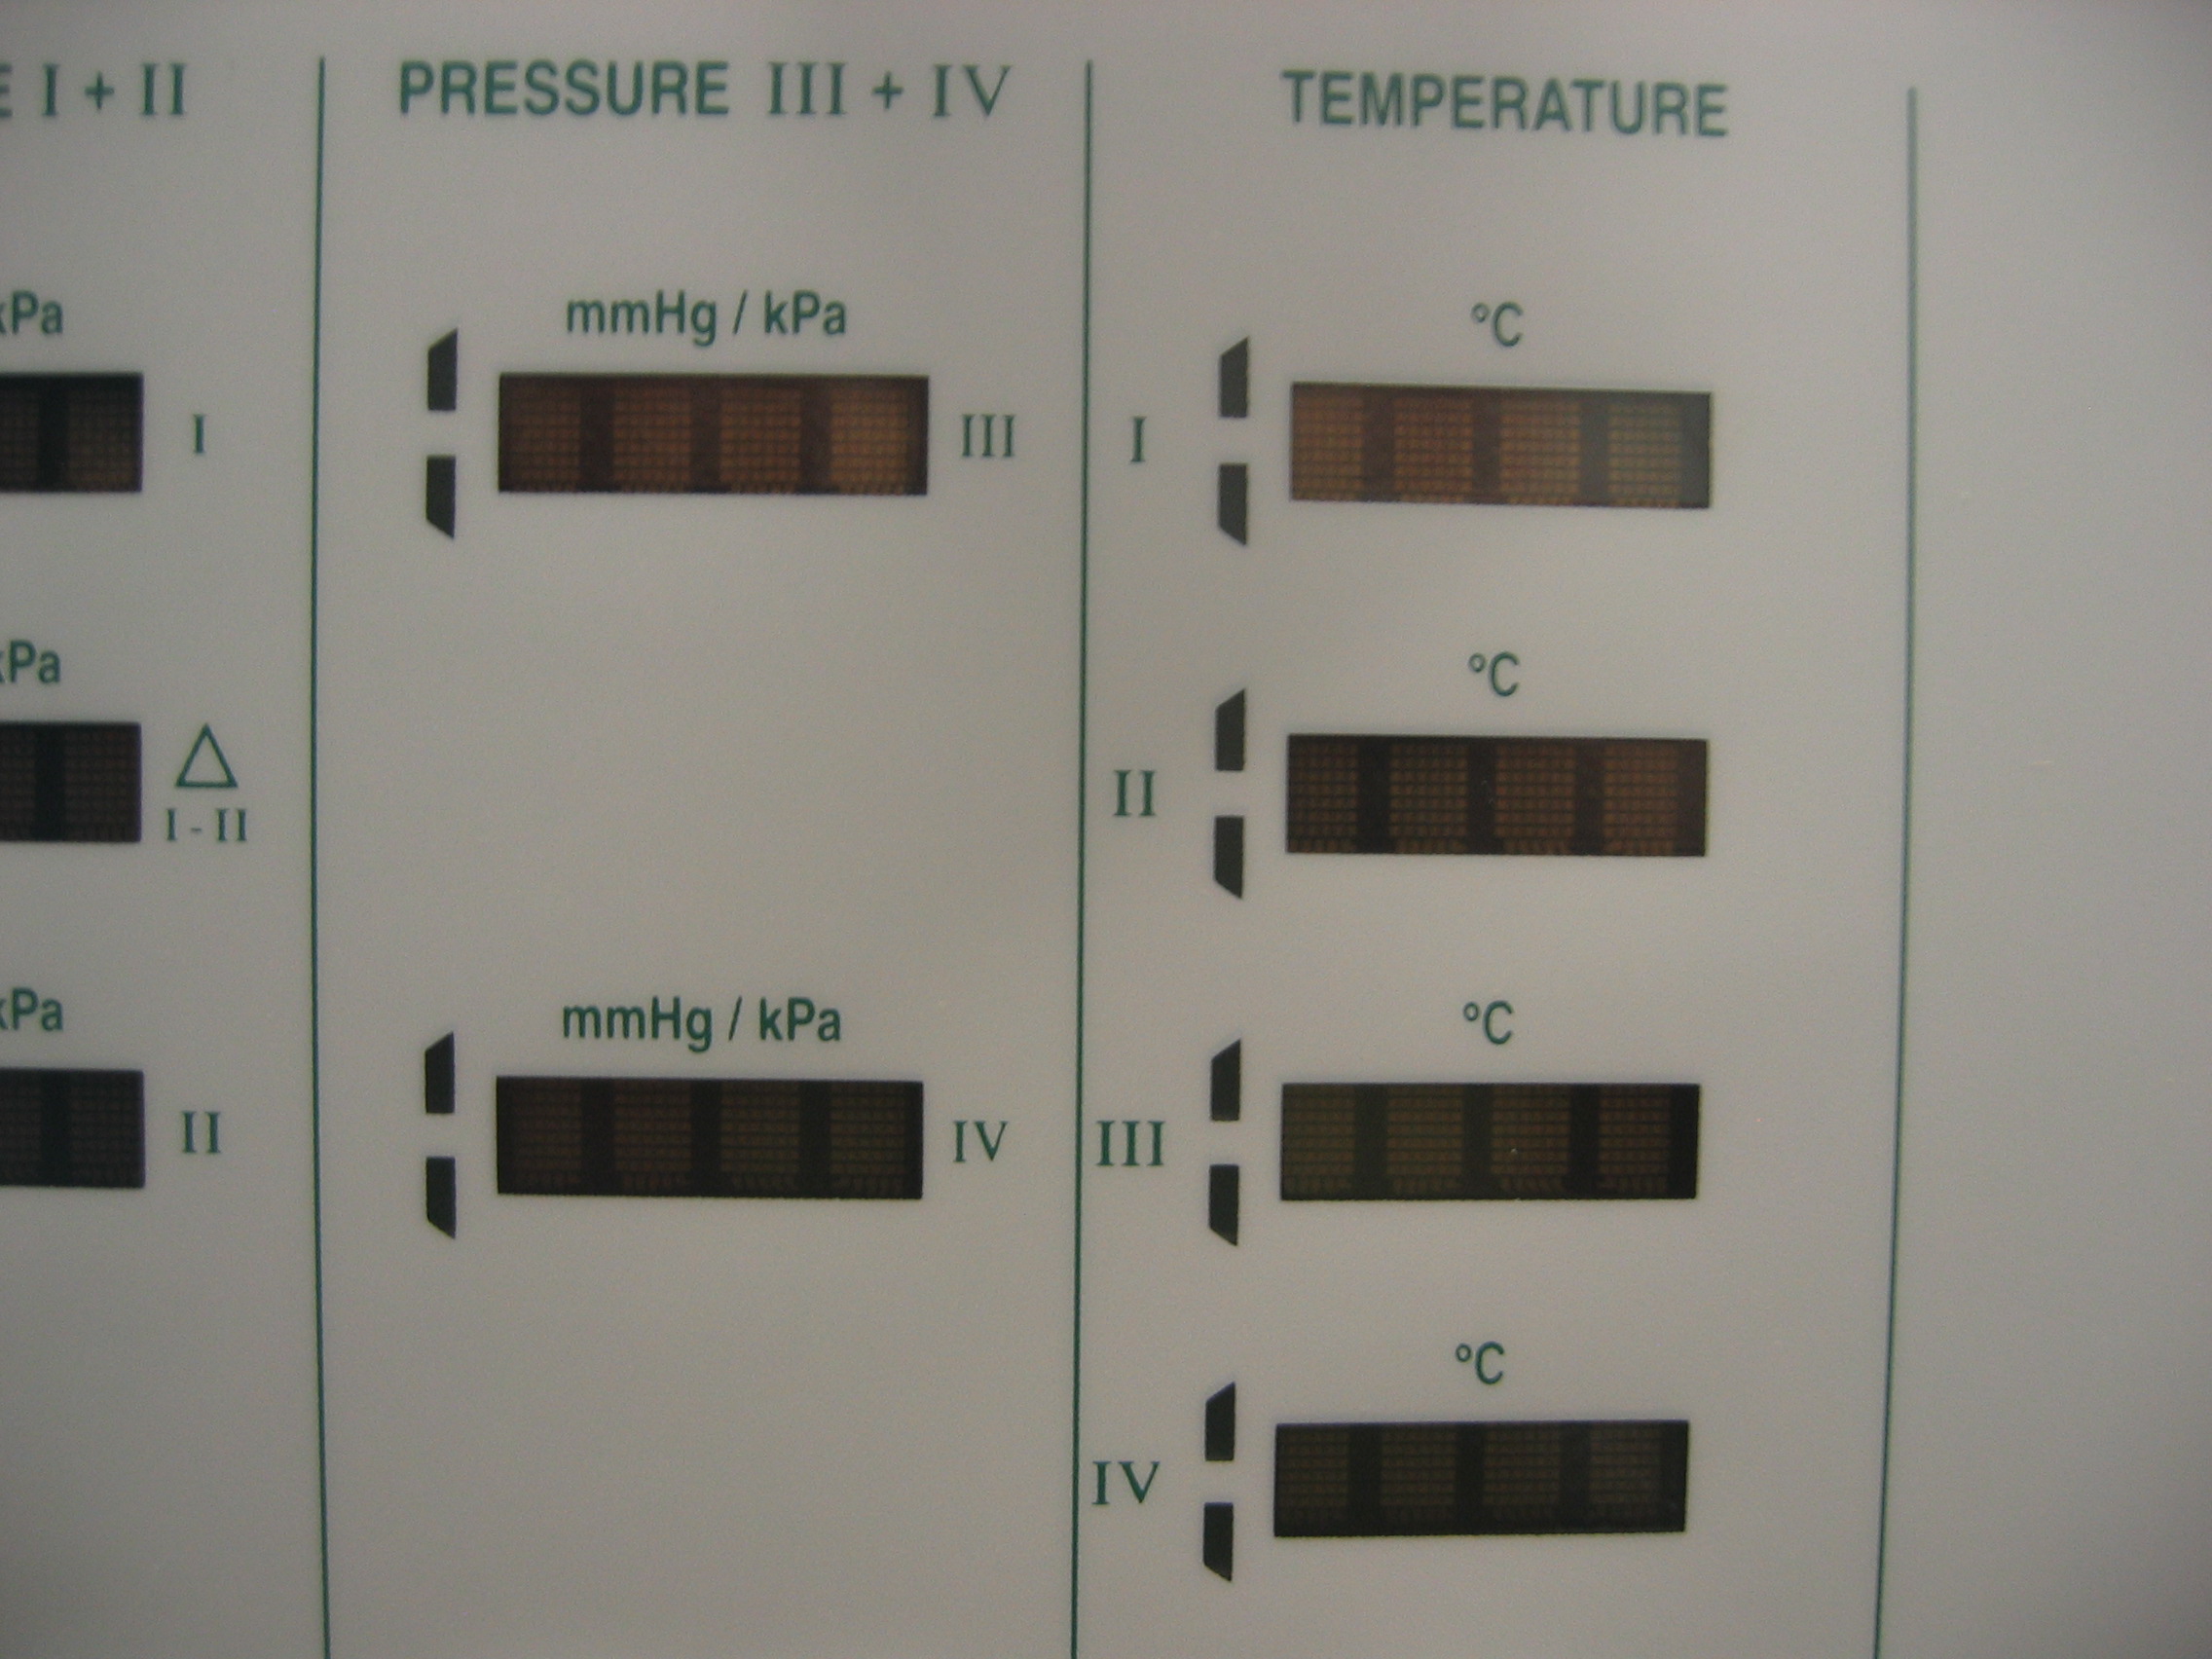 E I + II
PRESSURE III + IV
TEMPERATURE
kPa
mmHg / kPa
°C
I
III
I
kPa
°C
△
I - II
II
kPa
mmHg / kPa
°C
II
IV
III
°C
IV